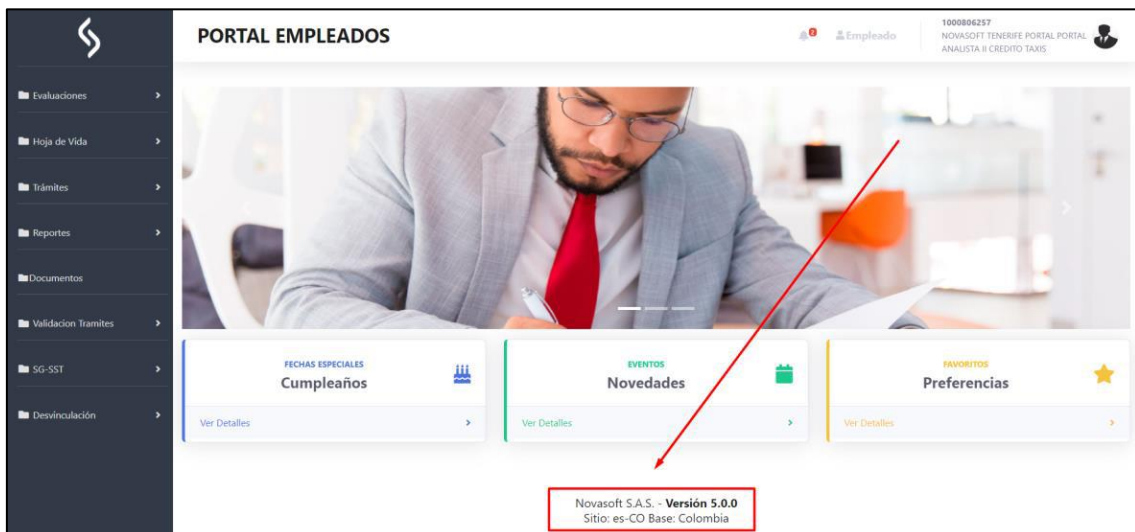 PORTAL EMPLEADOS
2
Empleado
1000806257
NOVASOFT TENERIFE PORTAL PORTAL
ANALISTA II CREDITO TAXIS
Evaluaciones
Hoja de Vida
Trámites
Reportes
Documentos
Validacion Tramites
SG-SST
Desvinculación
FECHAS ESPECIALES
Cumpleaños
Ver Detalles
EVENTOS
Novedades
Ver Detalles
FAVORITOS
Preferencias
Ver Detalles
Novasoft S.A.S. - Versión 5.0.0
Sitio: es-CO Base: Colombia